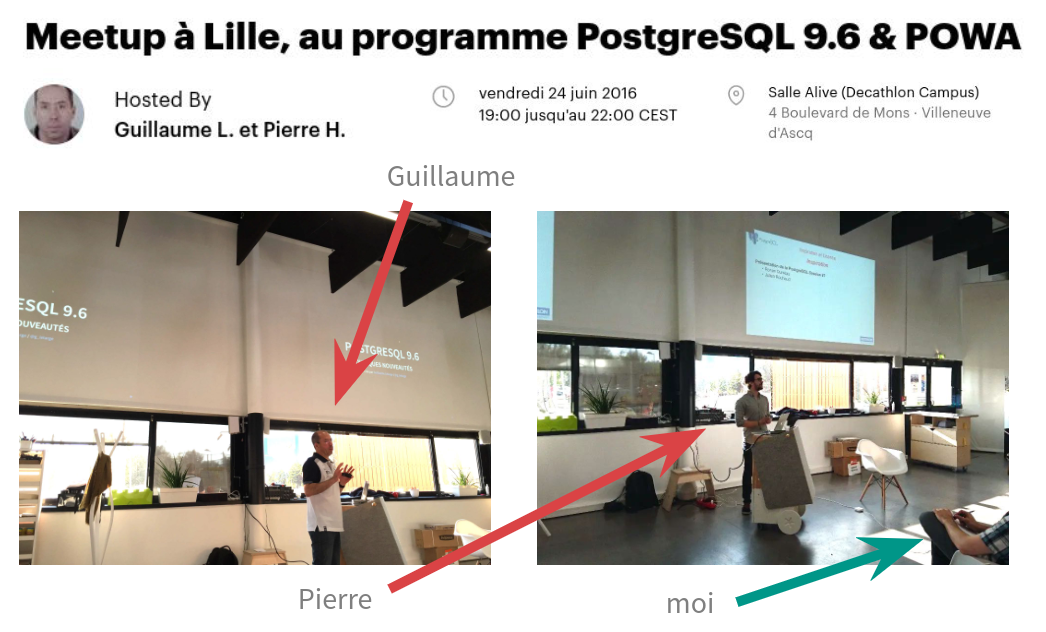 Meetup à Lille, au programme PostgreSQL 9.6 & POWA
Hosted By
Guillaume L. et Pierre H.
vendredi 24 juin 2016
19:00 jusqu'au 22:00 CEST
Salle Alive (Decathlon Campus)
4 Boulevard de Mons · Villeneuve
d'Ascq
Guillaume
ESQL 9.6
OUVEAUTÉS
P STGRESQL 9.6
UES NOUVEAUTÉS
Pierre
moi